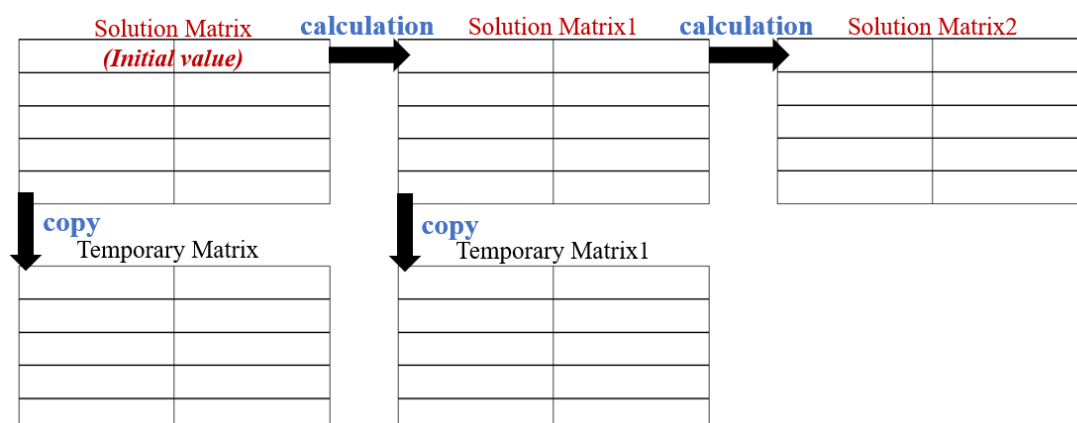 Solution Matrix calculation Solution Matrix1 calculation Solution Matrix2
(Initial value)
copy copy
Temporary Matrix Temporary Matrix1